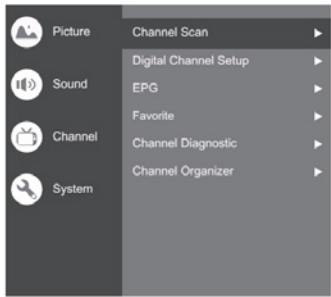 Picture
Sound
Channel
System
Channel Scan
Digital Channel Setup
EPG
Favorite
Channel Diagnostic
Channel Organizer